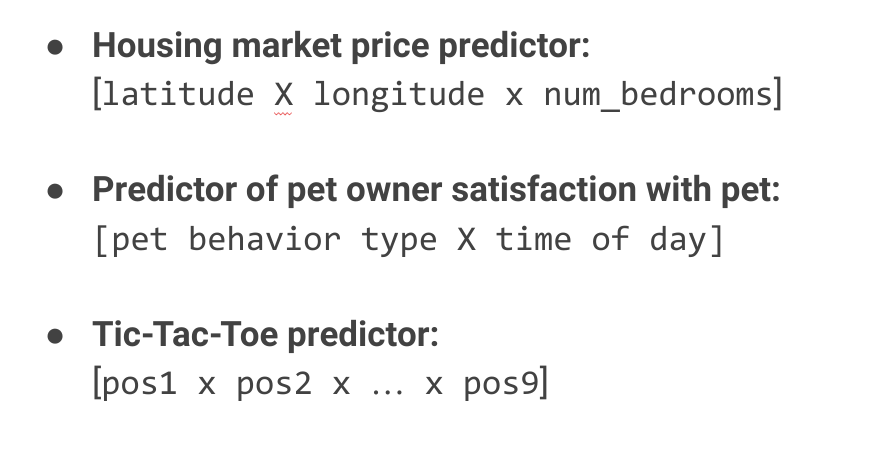 ● Housing market price predictor:
[latitude X longitude x num_bedrooms]
● Predictor of pet owner satisfaction with pet:
[pet behavior type X time of day]
● Tic-Tac-Toe predictor:
[pos1 x pos2 x ... x pos9]